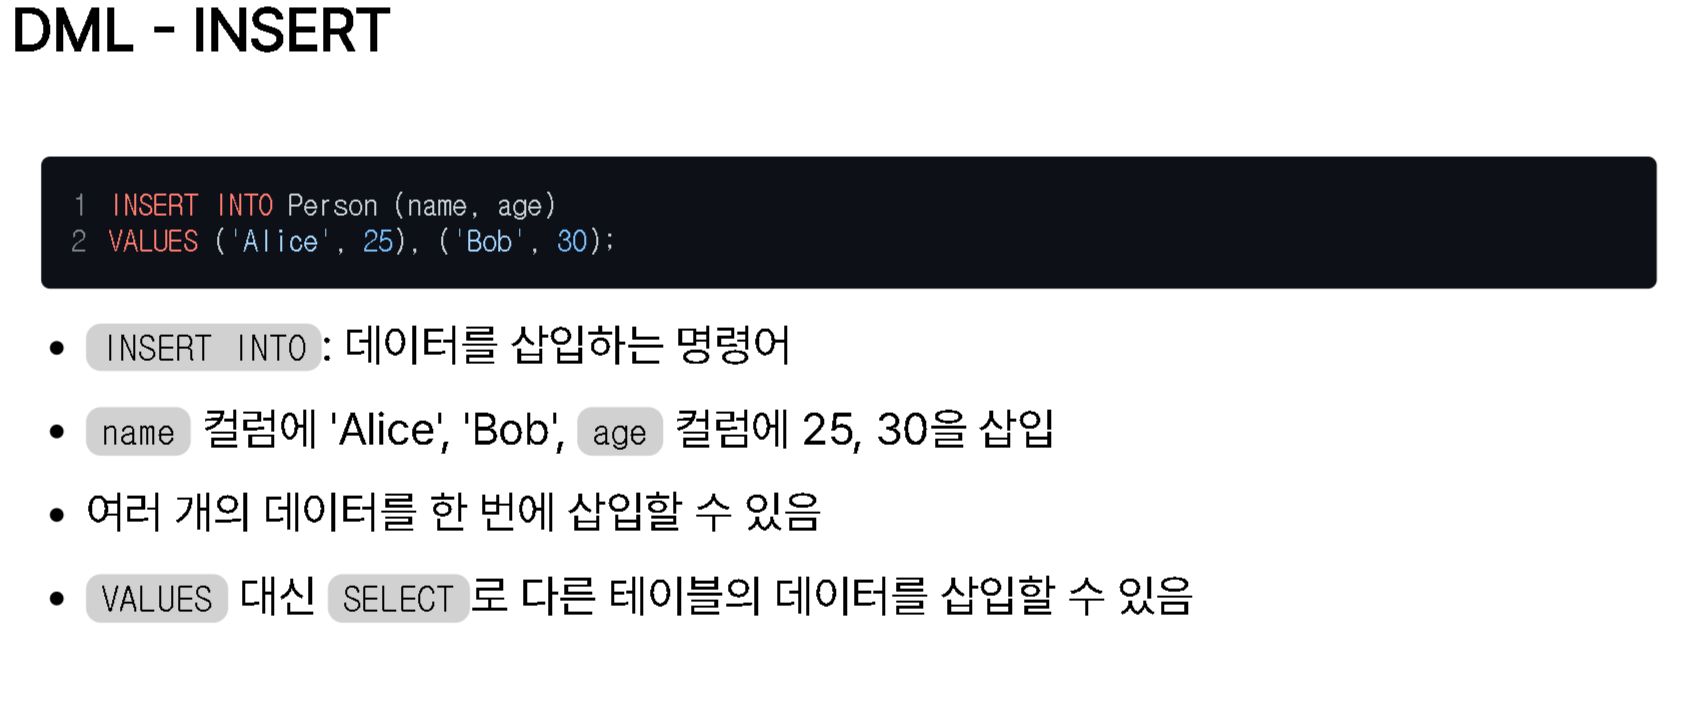 DML - INSERT
1 INSERT INTO Person (name, age)
2 VALUES ('Alice', 25), ('Bob', 30);
• INSERT INTO: 데이터를 삽입하는 명령어
• name 컬럼에 'Alice', 'Bob', age 컬럼에 25, 30을 삽입
• 여러 개의 데이터를 한 번에 삽입할 수 있음
• VALUES 대신 SELECT로 다른 테이블의 데이터를 삽입할 수 있음